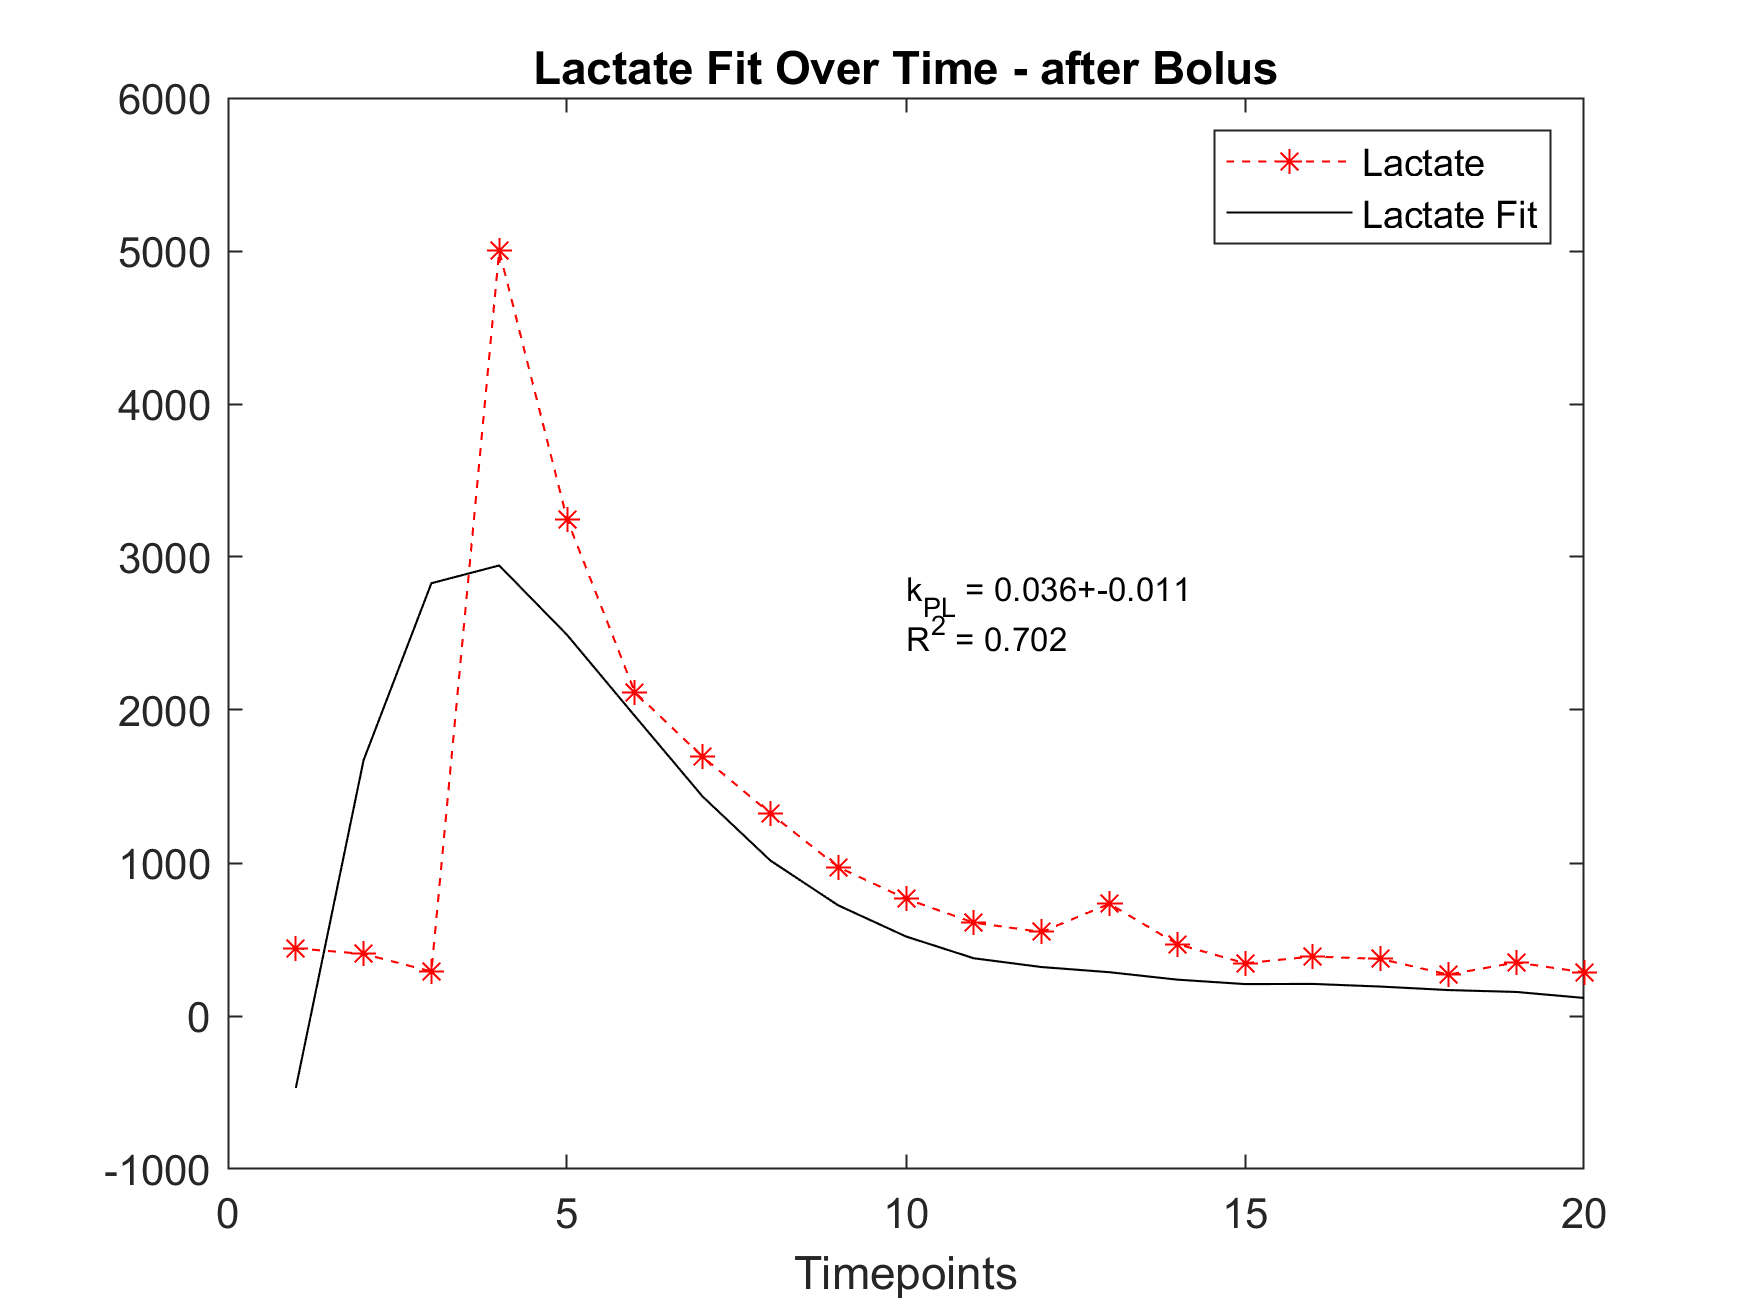 Lactate Fit Over Time - after Bolus
6000
5000
4000
3000
2000
1000
0
-1000
Lactate
Lactate Fit
k_PL = 0.036+-0.011
R^2 = 0.702
0 5 10 15 20
Timepoints